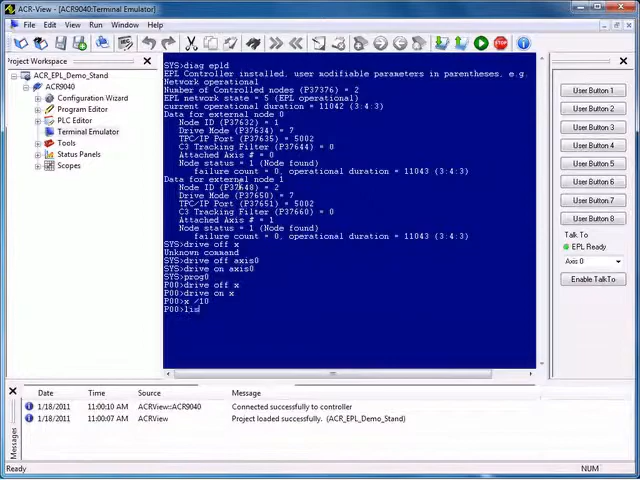 ACR-View - [ACR9040:Terminal Emulator]
File Edit View Run Window Help
Project Workspace
ACR_EPL_Demo_Stand
ACR9040
Configuration Wizard
Program Editor
PLC Editor
Terminal Emulator
Tools
Status Panels
Scopes
SYS>diag epld
EPL Controller installed, user modifiable parameters in parentheses, e.g.
Network operational
Number of Controlled nodes (P37376) = 2
EPL network state = 5 (EPL operational)
current operational duration = 11042 (3:4:3)
Data for external node 0
Node ID (P37632) = 1
Drive Mode (P37634) = 7
TPC/IP Port (P37635) = 5002
C3 Tracking Filter (P37644) = 0
Attached Axis # = 0
Node status = 1 (Node found)
failure count = 0, operational duration = 11043 (3:4:3)
Data for external node 1
Node ID (P37648) = 2
Drive Mode (P37650) = 7
TPC/IP Port (P37651) = 5002
C3 Tracking Filter (P37660) = 0
Attached Axis # = 1
Node status = 1 (Node found)
failure count = 0, operational duration = 11043 (3:4:3)
SYS>drive off x
Unknown command
SYS>drive off axis0
SYS>drive on axis0
SYS>prog0
P00>drive off x
P00>drive on x
P00>x /10
P00>lis
User Button 1
User Button 2
User Button 3
User Button 4
User Button 5
User Button 6
User Button 7
User Button 8
Talk To
EPL Ready
Axis 0
Enable TalkTo
Messages
Date Time Source Message
1/18/2011 11:00:10 AM ACRView::ACR9040 Connected successfully to controller
1/18/2011 11:00:07 AM ACRView Project loaded successfully. (ACR_EPL_Demo_Stand)
Ready NUM